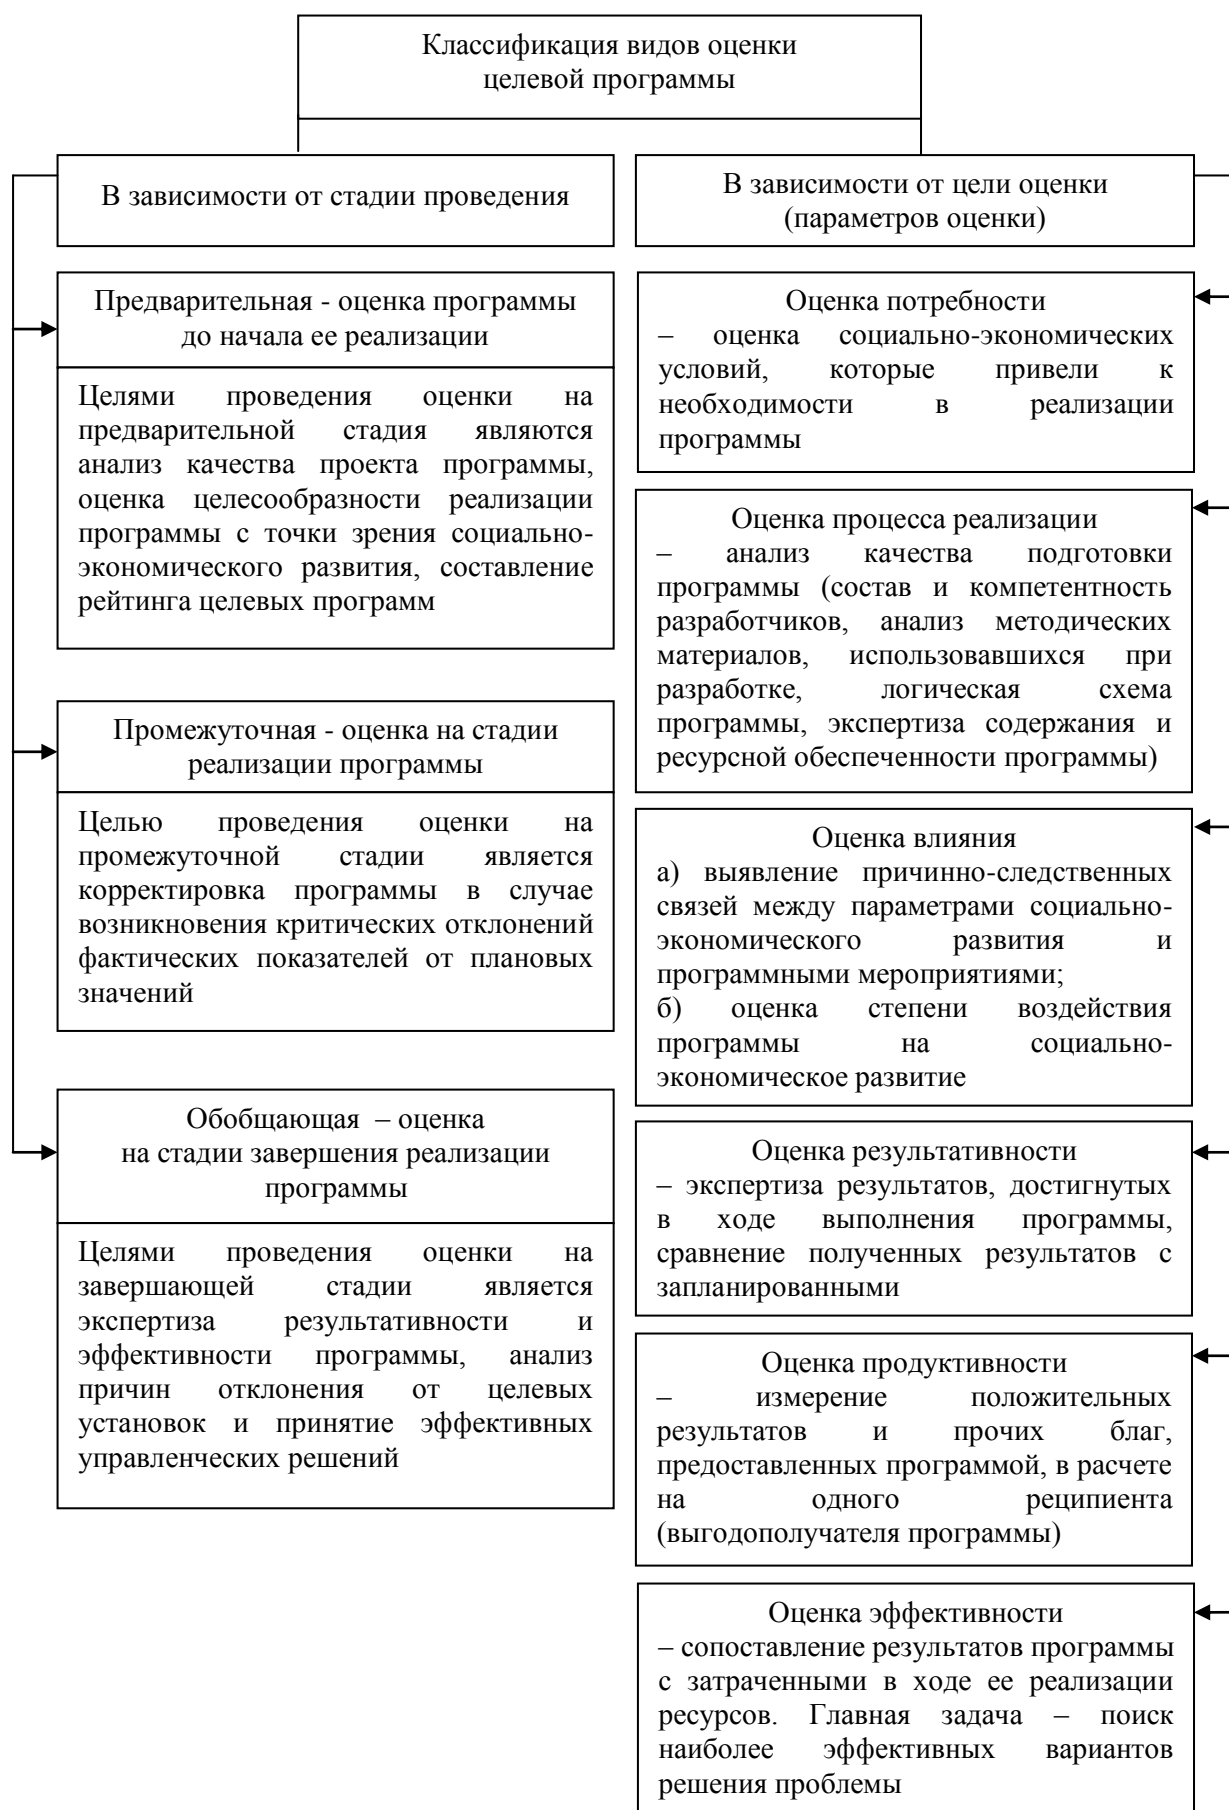 Классификация видов оценки
целевой программы
В зависимости от стадии проведения
Предварительная - оценка программы
до начала ее реализации
Целями проведения оценки на
предварительной стадия являются
анализ качества проекта программы,
оценка целесообразности реализации
программы с точки зрения социально-
экономического развития, составление
рейтинга целевых программ
Промежуточная - оценка на стадии
реализации программы
Целью проведения оценки на
промежуточной стадии является
корректировка программы в случае
возникновения критических отклонений
фактических показателей от плановых
значений
Обобщающая – оценка
на стадии завершения реализации
программы
Целями проведения оценки на
завершающей стадии является
экспертиза результативности и
эффективности программы, анализ
причин отклонения от целевых
установок и принятие эффективных
управленческих решений
В зависимости от цели оценки
(параметров оценки)
Оценка потребности
– оценка социально-экономических
условий, которые привели к
необходимости в реализации
программы
Оценка процесса реализации
– анализ качества подготовки
программы (состав и компетентность
разработчиков, анализ методических
материалов, использовавшихся при
разработке, логическая схема
программы, экспертиза содержания и
ресурсной обеспеченности программы)
Оценка влияния
а) выявление причинно-следственных
связей между параметрами социально-
экономического развития и
программными мероприятиями;
б) оценка степени воздействия
программы на социально-
экономическое развитие
Оценка результативности
– экспертиза результатов, достигнутых
в ходе выполнения программы,
сравнение полученных результатов с
запланированными
Оценка продуктивности
– измерение положительных
результатов и прочих благ,
предоставленных программой, в расчете
на одного реципиента
(выгодополучателя программы)
Оценка эффективности
– сопоставление результатов программы
с затраченными в ходе ее реализации
ресурсов. Главная задача – поиск
наиболее эффективных вариантов
решения проблемы